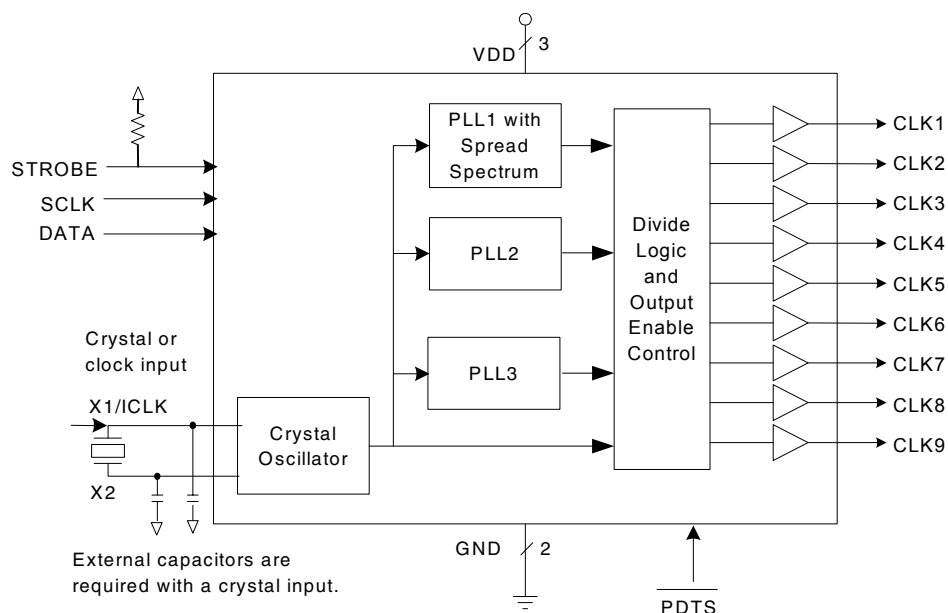 VDD
3
STROBE
SCLK
DATA
PLL1 with
Spread
Spectrum
PLL2
PLL3
Divide
Logic
and
Output
Enable
Control
CLK1
CLK2
CLK3
CLK4
CLK5
CLK6
CLK7
CLK8
CLK9
Crystal or
clock input
X1/ICLK
X2
Crystal
Oscillator
External capacitors are
required with a crystal input.
GND
2
PDTS